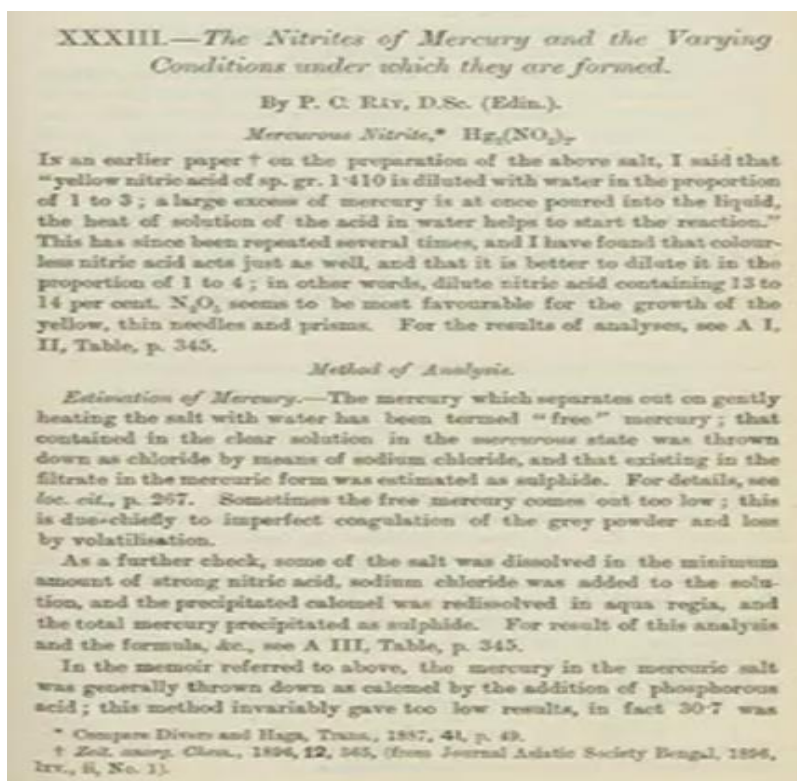 XXXIII.—The Nitrites of Mercury and the Varying
Conditions under which they are formed.
By P. C. RÂY, D.Sc. (Edin.).
Mercurous Nitrite,* Hg₂(NO₂)₂.
IN an earlier paper † on the preparation of the above salt, I said that
"yellow nitric acid of sp. gr. 1·410 is diluted with water in the proportion
of 1 to 3 ; a large excess of mercury is at once poured into the liquid,
the heat of solution of the acid in water helps to start the reaction."
This has since been repeated several times, and I have found that colour-
less nitric acid acts just as well, and that it is better to dilute it in the
proportion of 1 to 4 ; in other words, dilute nitric acid containing 13 to
14 per cent. N₂O₅ seems to be most favourable for the growth of the
yellow, thin needles and prisms. For the results of analyses, see A I,
II, Table, p. 345.
Method of Analysis.
Estimation of Mercury.—The mercury which separates out on gently
heating the salt with water has been termed "free" mercury ; that
contained in the clear solution in the mercurous state was thrown
down as chloride by means of sodium chloride, and that existing in the
filtrate in the mercuric form was estimated as sulphide. For details, see
loc. cit., p. 267. Sometimes the free mercury comes out too low ; this
is due chiefly to imperfect coagulation of the grey powder and loss
by volatilisation.
As a further check, some of the salt was dissolved in the minimum
amount of strong nitric acid, sodium chloride was added to the solu-
tion, and the precipitated calomel was redissolved in aqua regia, and
the total mercury precipitated as sulphide. For result of this analysis
and the formula, &c., see A III, Table, p. 345.
In the memoir referred to above, the mercury in the mercuric salt
was generally thrown down as calomel by the addition of phosphorous
acid ; this method invariably gave too low results, in fact 30·7 was
* Compare Divers and Haga, Trans., 1887, p. 49.
† Zeit. anorg. Chem., 1896, 12, 365, (from Journal Asiatic Society Bengal, 1896,
lxv., ii, No. 1).